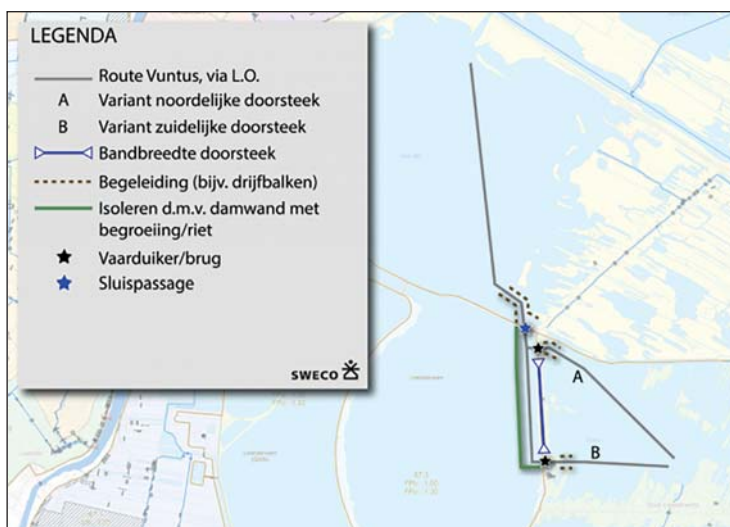 LEGENDA
Route Vuntus, via L.O.
A Variant noordelijke doorsteek
B Variant zuidelijke doorsteek
Bandbreedte doorsteek
Begeleiding (bijv. drijfbalken)
Isoleren d.m.v. damwand met
begroeiing/riet
Vaarduiker/brug
Sluispassage
SWECO
A
B